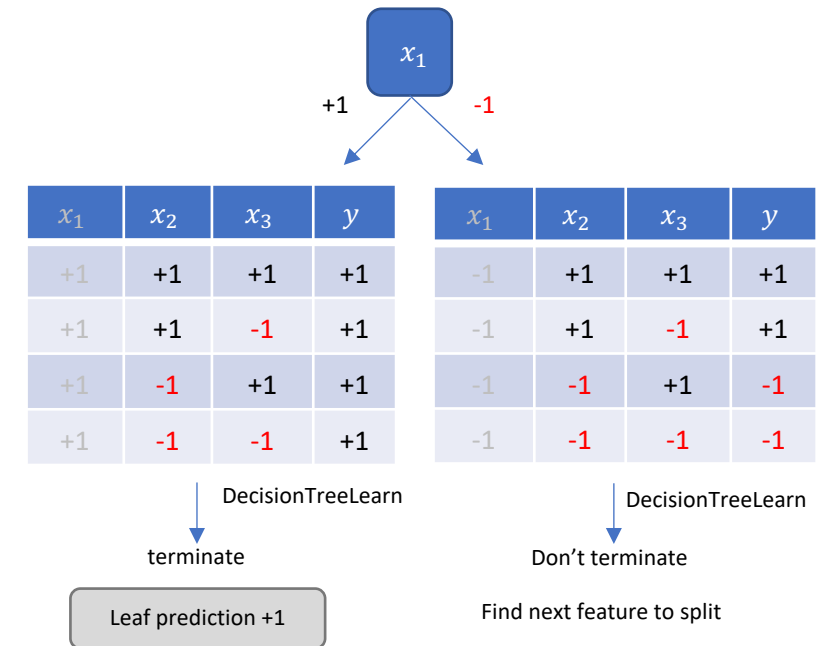 x₁
+1 -1
x₁ x₂ x₃ y
+1 +1 +1 +1
+1 +1 -1 +1
+1 -1 +1 +1
+1 -1 -1 +1
x₁ x₂ x₃ y
-1 +1 +1 +1
-1 +1 -1 +1
-1 -1 +1 -1
-1 -1 -1 -1
DecisionTreeLearn
terminate
Leaf prediction +1
DecisionTreeLearn
Don’t terminate
Find next feature to split